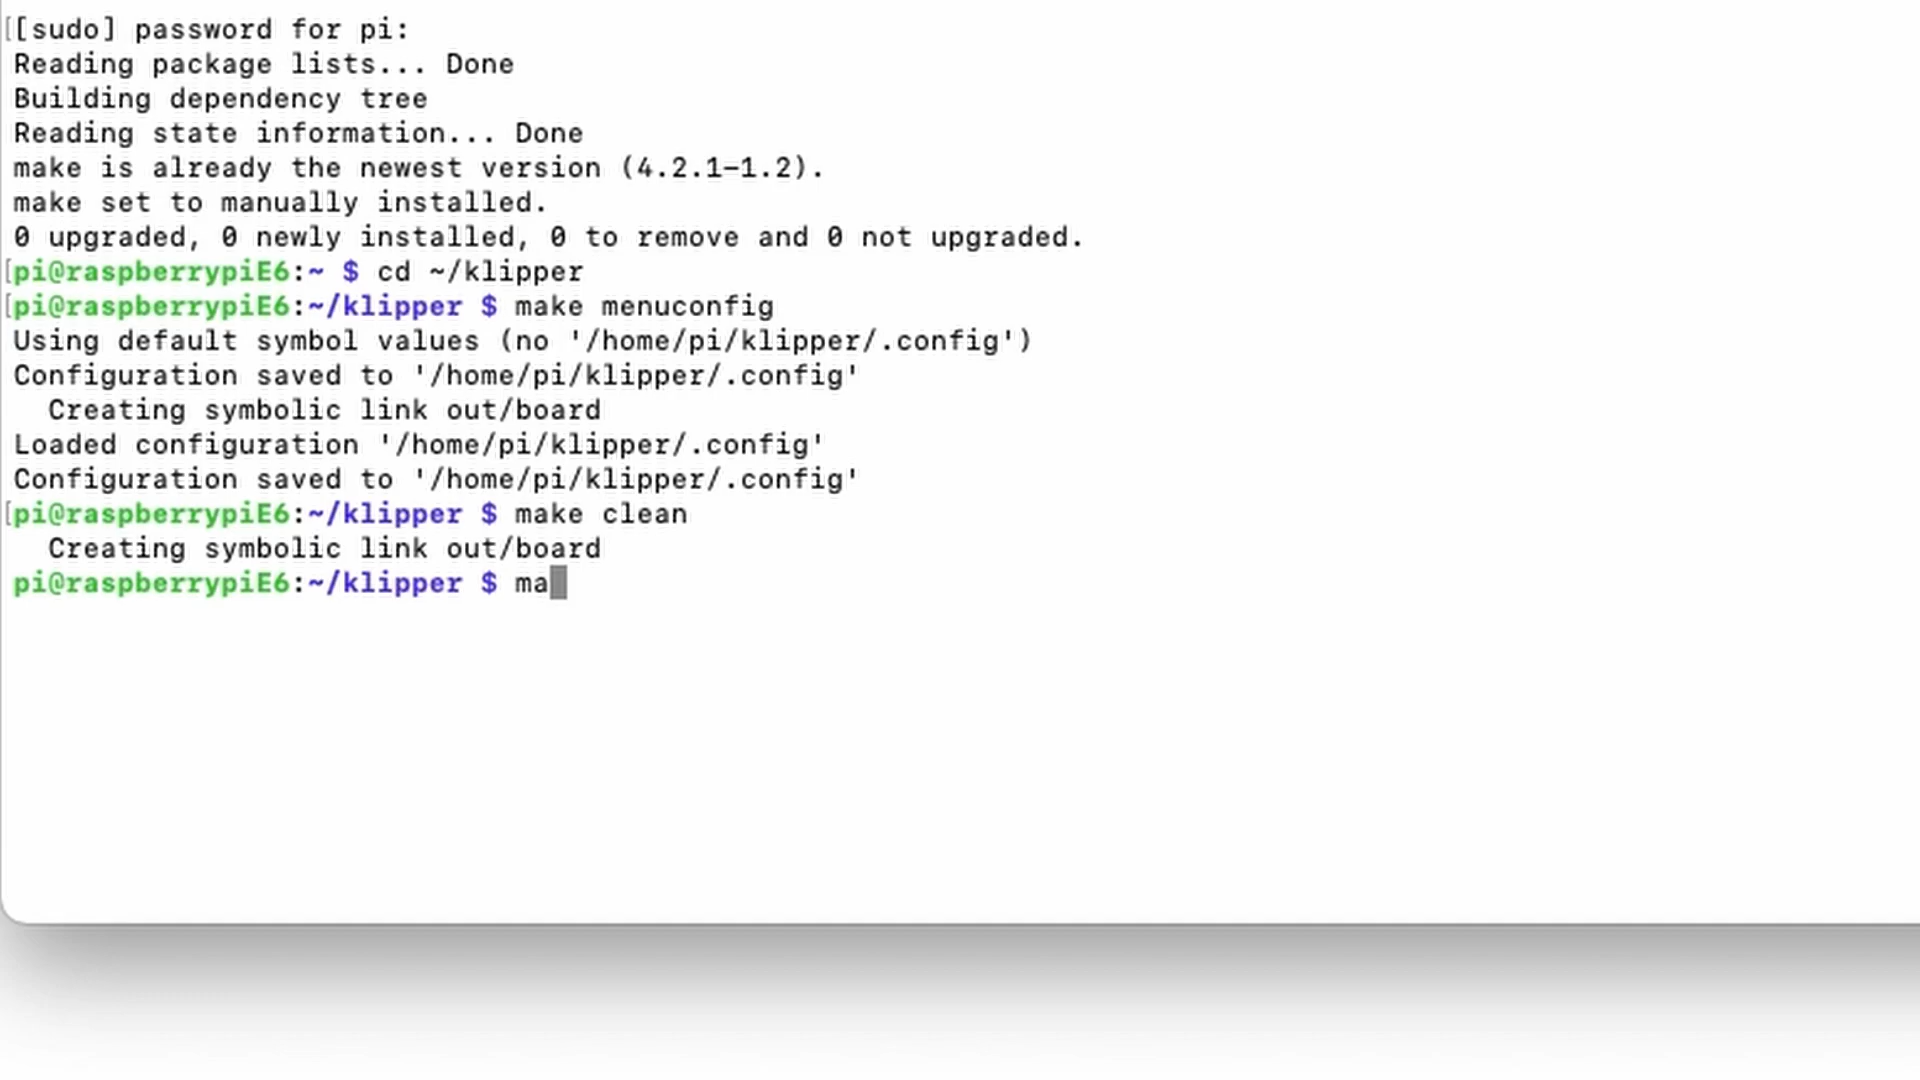 [[sudo] password for pi:
Reading package lists... Done
Building dependency tree
Reading state information... Done
make is already the newest version (4.2.1-1.2).
make set to manually installed.
0 upgraded, 0 newly installed, 0 to remove and 0 not upgraded.
[pi@raspberrypiE6:~ $ cd ~/klipper
[pi@raspberrypiE6:~/klipper $ make menuconfig
Using default symbol values (no '/home/pi/klipper/.config')
Configuration saved to '/home/pi/klipper/.config'
  Creating symbolic link out/board
Loaded configuration '/home/pi/klipper/.config'
Configuration saved to '/home/pi/klipper/.config'
[pi@raspberrypiE6:~/klipper $ make clean
  Creating symbolic link out/board
pi@raspberrypiE6:~/klipper $ ma